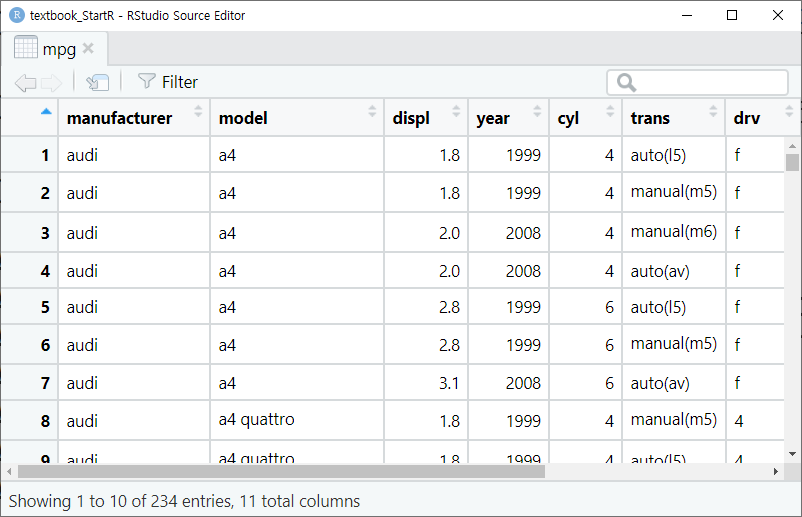 textbook_StartR - RStudio Source Editor
mpg
Filter
manufacturer model displ year cyl trans drv
1 audi a4 1.8 1999 4 auto(l5) f
2 audi a4 1.8 1999 4 manual(m5) f
3 audi a4 2.0 2008 4 manual(m6) f
4 audi a4 2.0 2008 4 auto(av) f
5 audi a4 2.8 1999 6 auto(l5) f
6 audi a4 2.8 1999 6 manual(m5) f
7 audi a4 3.1 2008 6 auto(av) f
8 audi a4 quattro 1.8 1999 4 manual(m5) 4
9 audi a4 quattro 1.8 1999 4 auto(l5) 4
Showing 1 to 10 of 234 entries, 11 total columns